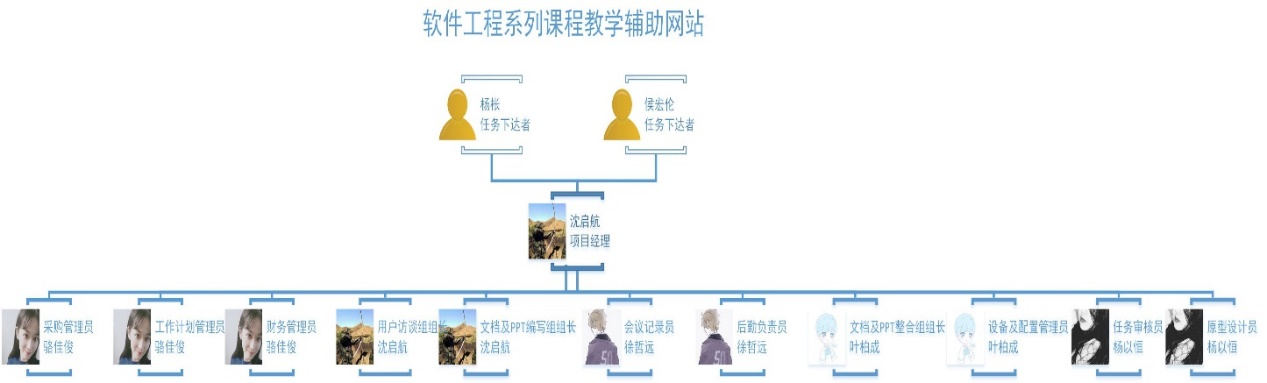 软件工程系列课程教学辅助网站
杨枨
任务下达者
侯宏伦
任务下达者
沈启航
项目经理
采购管理员
骆佳俊
工作计划管理员
骆佳俊
财务管理员
骆佳俊
用户访谈组组长
沈启航
文档及PPT编写组组长
沈启航
会议记录员
徐哲远
后勤负责员
徐哲远
文档及PPT整合组组长
叶柏成
设备及配置管理员
叶柏成
任务审核员
杨以恒
原型设计员
杨以恒